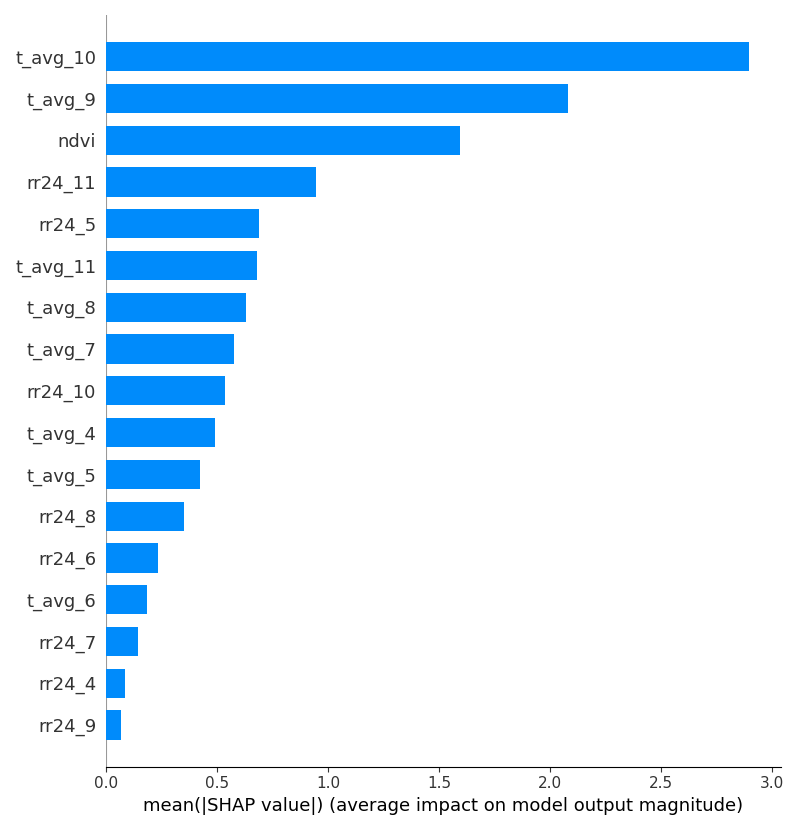 t_avg_10
t_avg_9
ndvi
rr24_11
rr24_5
t_avg_11
t_avg_8
t_avg_7
rr24_10
t_avg_4
t_avg_5
rr24_8
rr24_6
t_avg_6
rr24_7
rr24_4
rr24_9
0.0 0.5 1.0 1.5 2.0 2.5 3.0
mean(|SHAP value|) (average impact on model output magnitude)